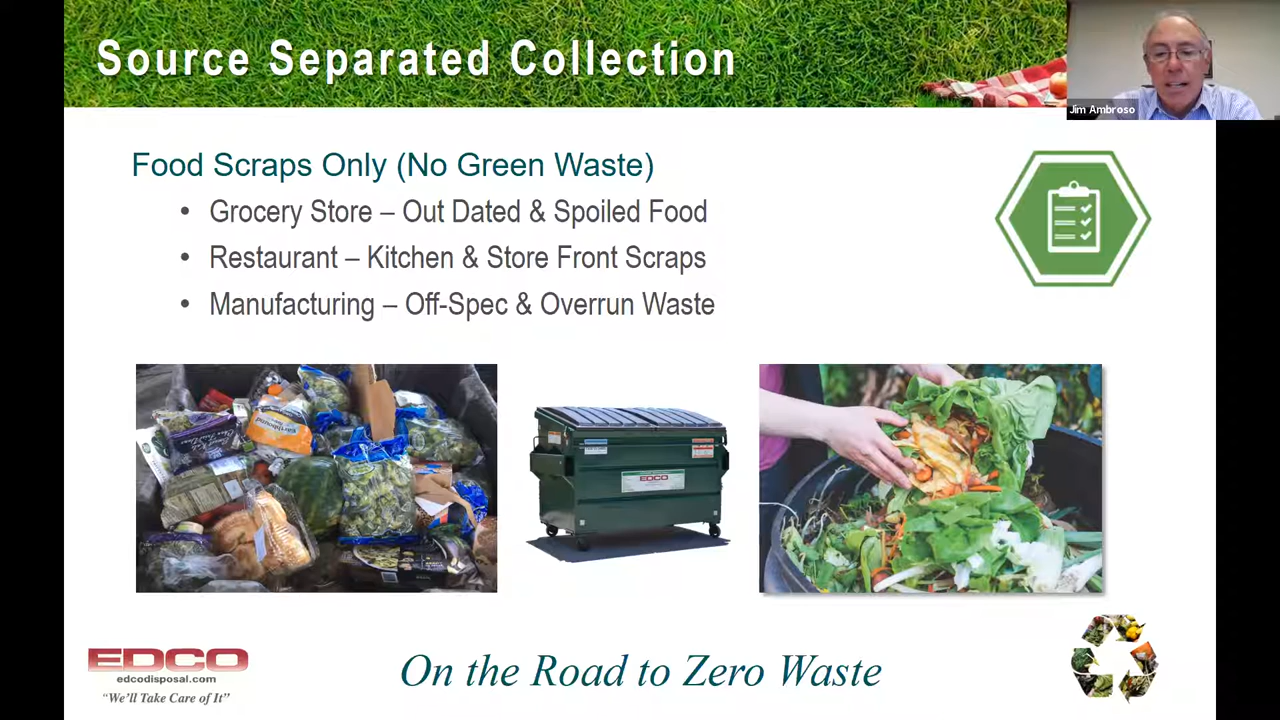 Source Separated Collection
Jim Ambroso
Food Scraps Only (No Green Waste)
• Grocery Store – Out Dated & Spoiled Food
• Restaurant – Kitchen & Store Front Scraps
• Manufacturing – Off-Spec & Overrun Waste
EDCO
EDCO
edcodisposal.com
"We'll Take Care of It"
On the Road to Zero Waste